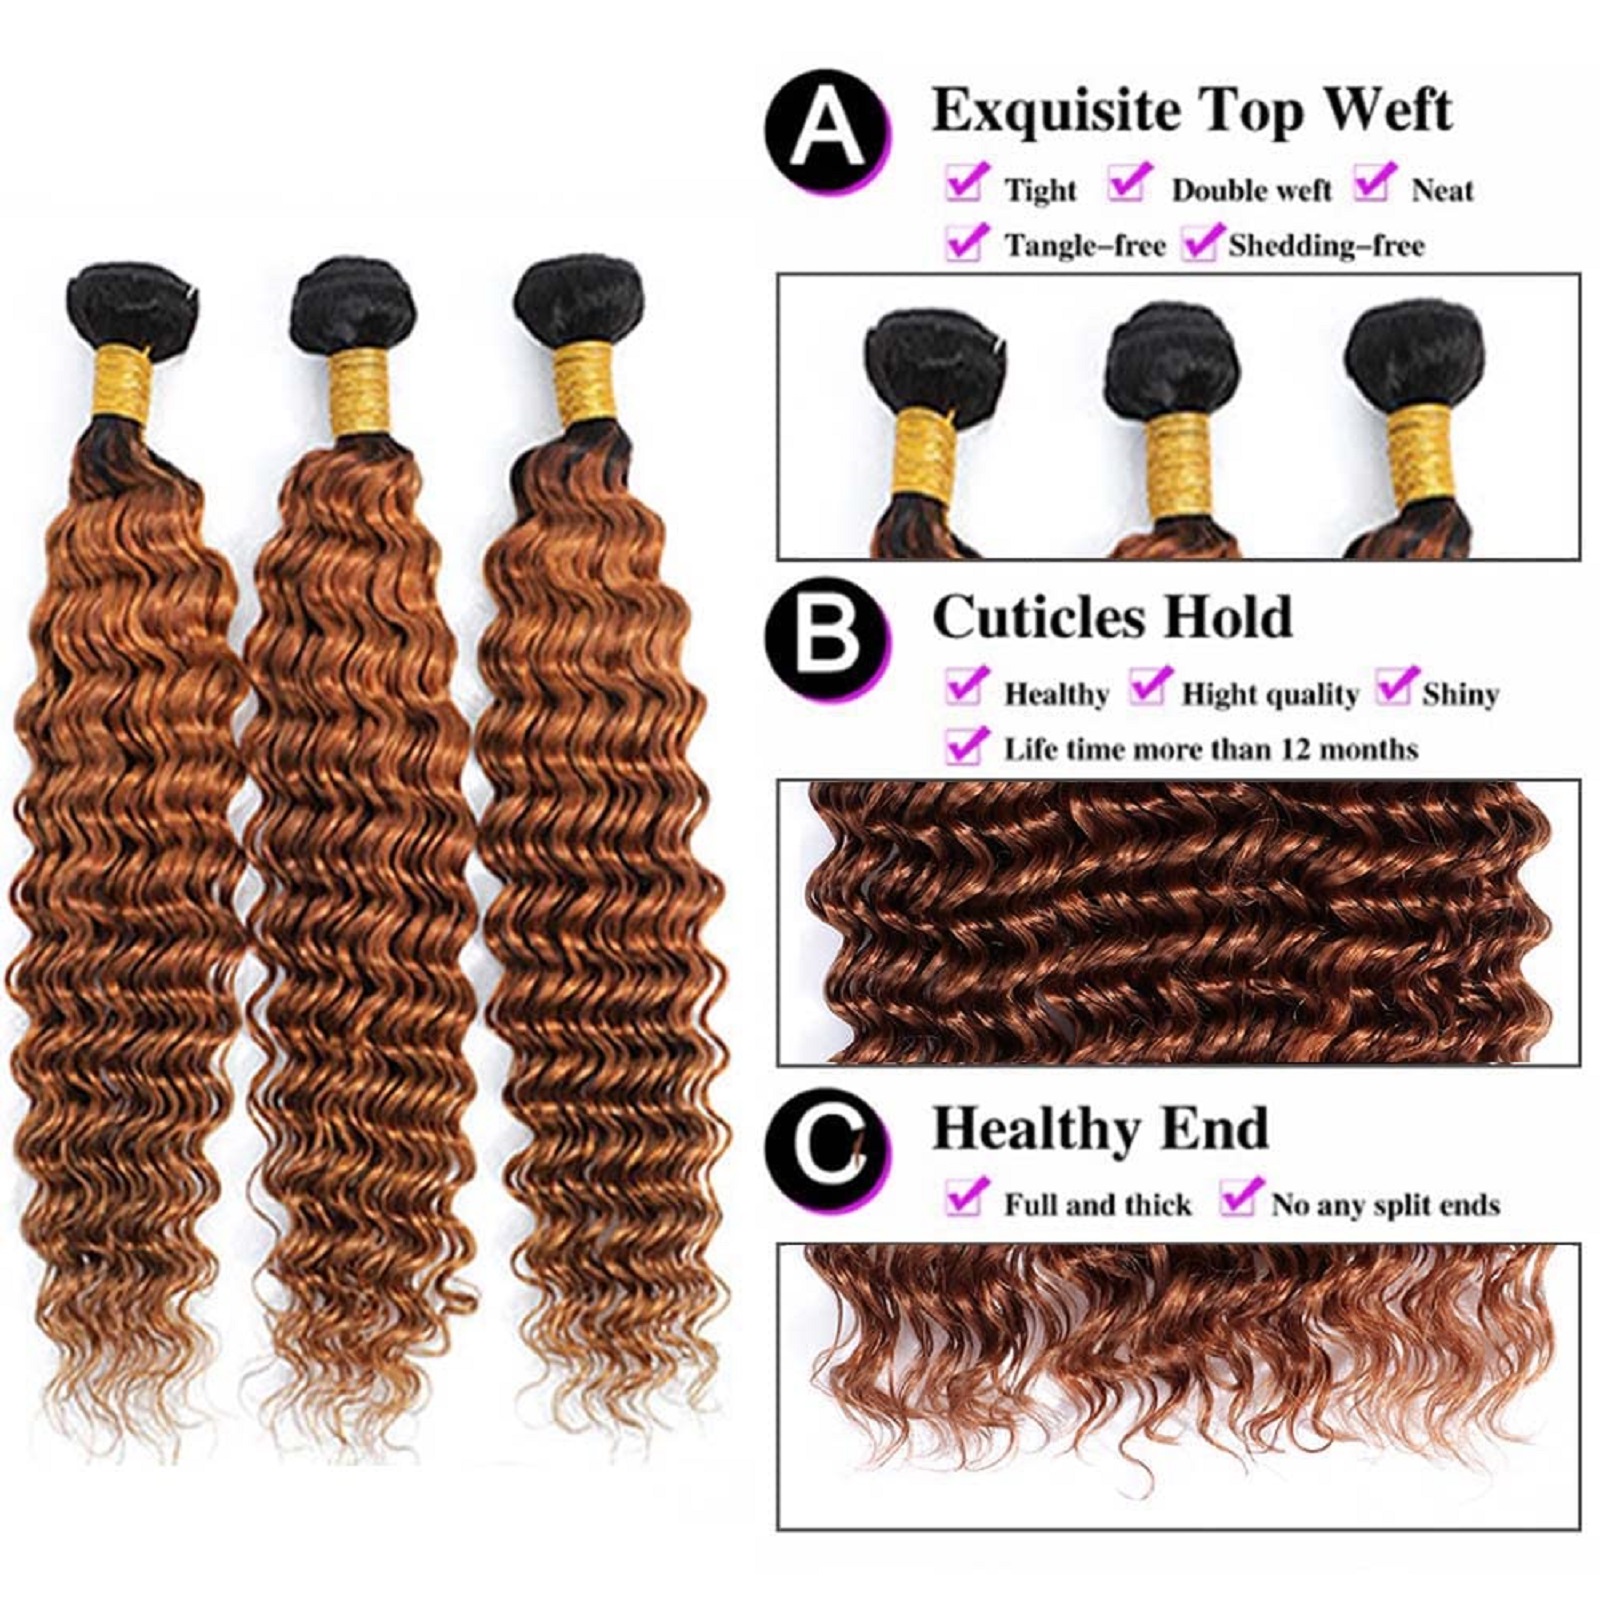 A Exquisite Top Weft
Tight Double weft Neat
Tangle-free Shedding-free
B Cuticles Hold
Healthy Hight quality Shiny
Life time more than 12 months
C Healthy End
Full and thick No any split ends